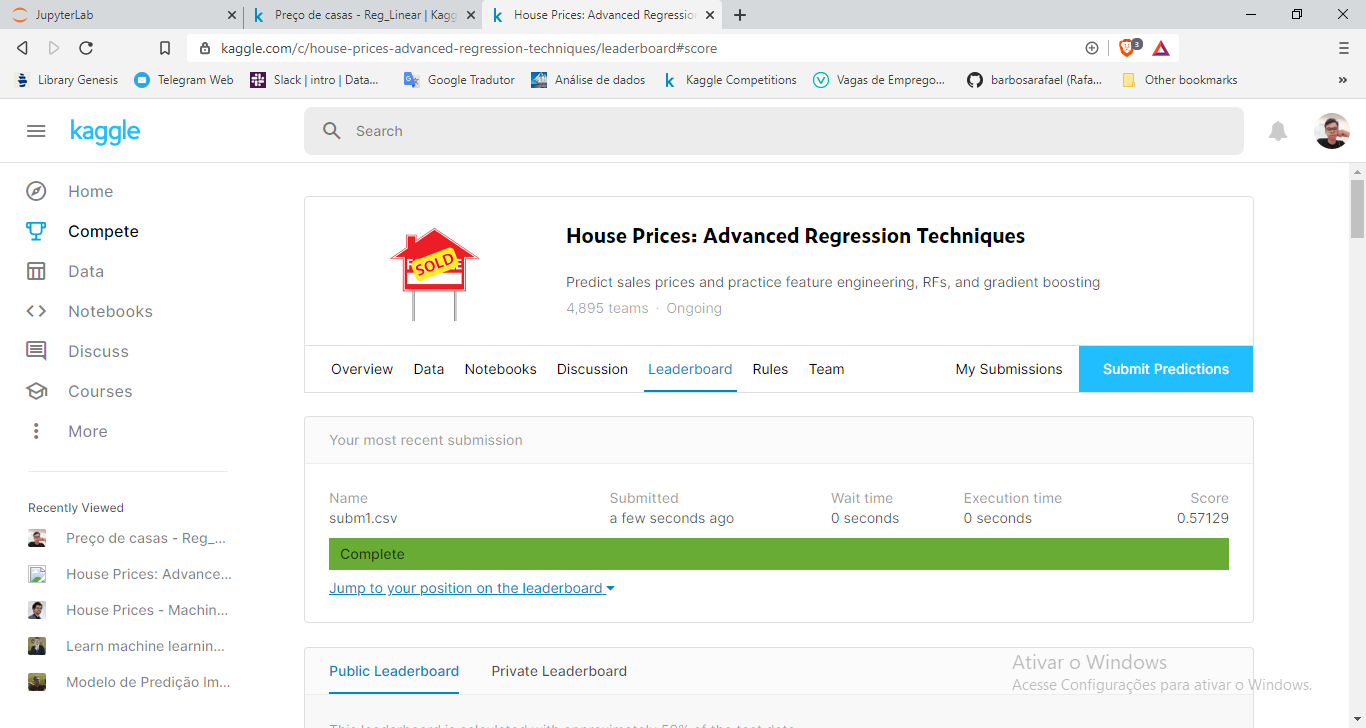 JupyterLab
Preço de casas - Reg_Linear | Kagg
House Prices: Advanced Regressio
kaggle.com/c/house-prices-advanced-regression-techniques/leaderboard#score
3
Library Genesis
Telegram Web
Slack | intro | Data...
Google Tradutor
Análise de dados
Kaggle Competitions
Vagas de Emprego...
barbosarafael (Rafa...
Other bookmarks
kaggle
Search
Home
Compete
Data
Notebooks
Discuss
Courses
More
Recently Viewed
Preço de casas - Reg_...
House Prices: Advance...
House Prices - Machin...
Learn machine learnin...
Modelo de Predição Im...
SOLD
House Prices: Advanced Regression Techniques
Predict sales prices and practice feature engineering, RFs, and gradient boosting
4,895 teams · Ongoing
Overview Data Notebooks Discussion Leaderboard Rules Team My Submissions Submit Predictions
Your most recent submission
Name Submitted Wait time Execution time Score
subm1.csv a few seconds ago 0 seconds 0 seconds 0.57129
Complete
Jump to your position on the leaderboard
Public Leaderboard Private Leaderboard
Ativar o Windows
Acesse Configurações para ativar o Windows.